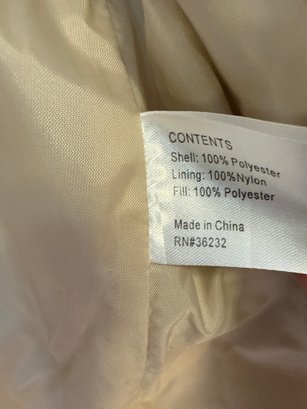 CONTENTS
Shell: 100% Polyester
Lining: 100%Nylon
Fill: 100% Polyester
Made in China
RN#36232